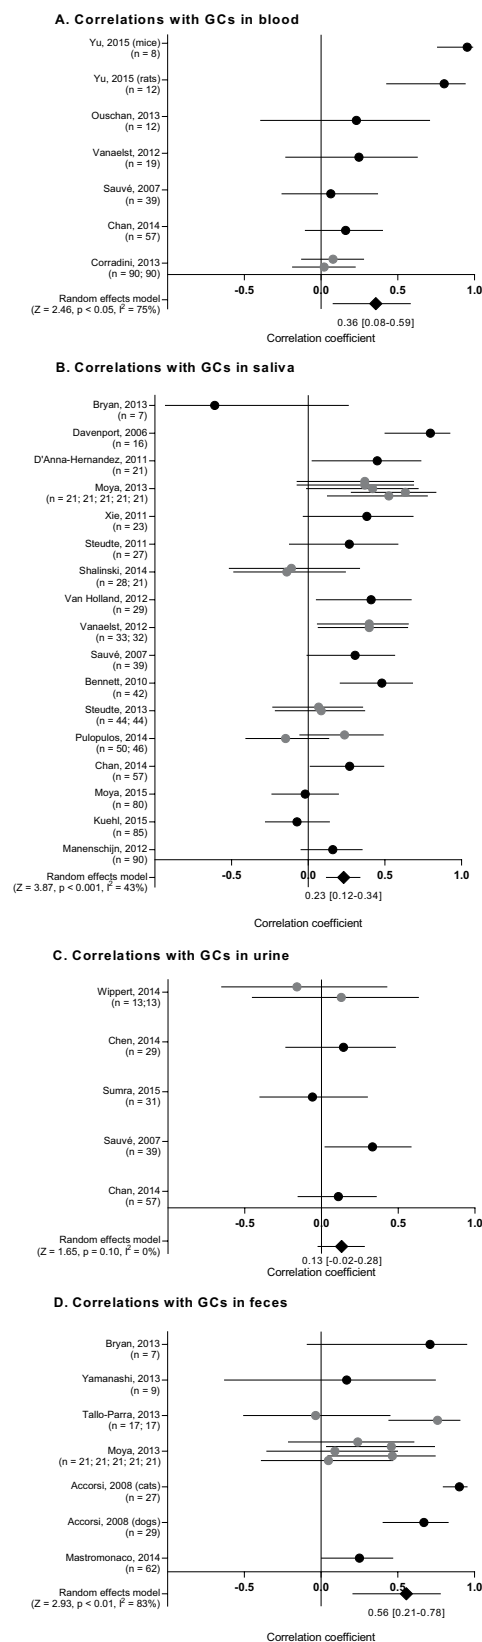 A. Correlations with GCs in blood
Yu, 2015 (mice)
(n = 8)
Yu, 2015 (rats)
(n = 12)
Ouschan, 2013
(n = 12)
Vanaelst, 2012
(n = 19)
Sauvé, 2007
(n = 39)
Chan, 2014
(n = 57)
Corradini, 2013
(n = 90; 90)
-0.5 0.0 0.5 1.0
Random effects model
(Z = 2.46, p < 0.05, I² = 75%)
0.36 [0.08-0.59]
Correlation coefficient
B. Correlations with GCs in saliva
Bryan, 2013
(n = 7)
Davenport, 2006
(n = 16)
D'Anna-Hernandez, 2011
(n = 21)
Moya, 2013
(n = 21; 21; 21; 21; 21)
Xie, 2011
(n = 23)
Steudte, 2011
(n = 27)
Shalinski, 2014
(n = 28; 21)
Van Holland, 2012
(n = 29)
Vanaelst, 2012
(n = 33; 32)
Sauvé, 2007
(n = 39)
Bennett, 2010
(n = 42)
Steudte, 2013
(n = 44; 44)
Pulopulos, 2014
(n = 50; 46)
Chan, 2014
(n = 57)
Moya, 2015
(n = 80)
Kuehl, 2015
(n = 85)
Manenschijn, 2012
(n = 90)
-0.5 0.0 0.5 1.0
Random effects model
(Z = 3.87, p < 0.001, I² = 43%)
0.23 [0.12-0.34]
Correlation coefficient
C. Correlations with GCs in urine
Wippert, 2014
(n = 13;13)
Chen, 2014
(n = 29)
Sumra, 2015
(n = 31)
Sauvé, 2007
(n = 39)
Chan, 2014
(n = 57)
-0.5 0.0 0.5 1.0
Random effects model
(Z = 1.65, p = 0.10, I² = 0%)
0.13 [-0.02-0.28]
Correlation coefficient
D. Correlations with GCs in feces
Bryan, 2013
(n = 7)
Yamanashi, 2013
(n = 9)
Tallo-Parra, 2013
(n = 17; 17)
Moya, 2013
(n = 21; 21; 21; 21; 21)
Accorsi, 2008 (cats)
(n = 27)
Accorsi, 2008 (dogs)
(n = 29)
Mastromonaco, 2014
(n = 62)
-0.5 0.0 0.5 1.0
Random effects model
(Z = 2.93, p < 0.01, I² = 83%)
0.56 [0.21-0.78]
Correlation coefficient